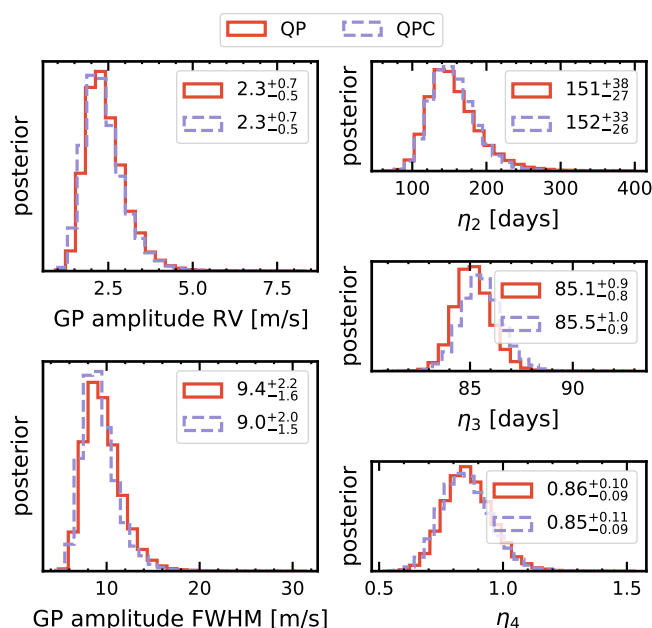 QP QPC
posterior
2.3+0.7−0.5
2.3+0.7−0.5
2.5 5.0 7.5
GP amplitude RV [m/s]
posterior
9.4+2.2−1.6
9.0+2.0−1.5
10 20 30
GP amplitude FWHM [m/s]
posterior
151+38−27
152+33−26
100 200 300 400
η2 [days]
posterior
85.1+0.9−0.8
85.5+1.0−0.9
85 90
η3 [days]
posterior
0.86+0.10−0.09
0.85+0.11−0.09
0.5 1.0 1.5
η4